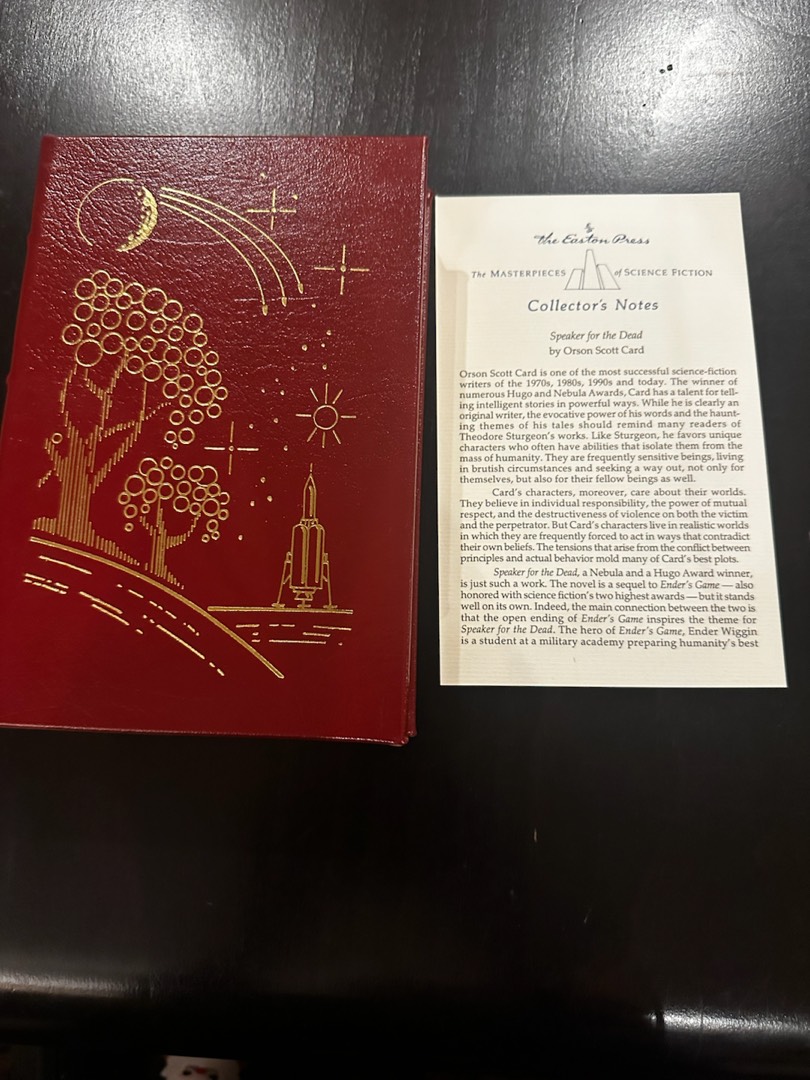 The Easton Press
The MASTERPIECES of SCIENCE FICTION
Collector's Notes
Speaker for the Dead
by Orson Scott Card
Orson Scott Card is one of the most successful science-fiction
writers of the 1970s, 1980s, 1990s and today. The winner of
numerous Hugo and Nebula Awards, Card has a talent for tell-
ing intelligent stories in powerful ways. While he is clearly an
original writer, the evocative power of his words and the haunt-
ing themes of his tales should remind many readers of
Theodore Sturgeon's works. Like Sturgeon, he favors unique
characters who often have abilities that isolate them from the
mass of humanity. They are frequently sensitive beings, living
in brutish circumstances and seeking a way out, not only for
themselves, but also for their fellow beings as well.
Card's characters, moreover, care about their worlds.
They believe in individual responsibility, the power of mutual
respect, and the destructiveness of violence on both the victim
and the perpetrator. But Card's characters live in realistic worlds
in which they are frequently forced to act in ways that contradict
their own beliefs. The tensions that arise from the conflict between
principles and actual behavior mold many of Card's best plots.
Speaker for the Dead, a Nebula and a Hugo Award winner,
is just such a work. The novel is a sequel to Ender's Game — also
honored with science fiction's two highest awards — but it stands
well on its own. Indeed, the main connection between the two is
that the open ending of Ender's Game inspires the theme for
Speaker for the Dead. The hero of Ender's Game, Ender Wiggin
is a student at a military academy preparing humanity's best